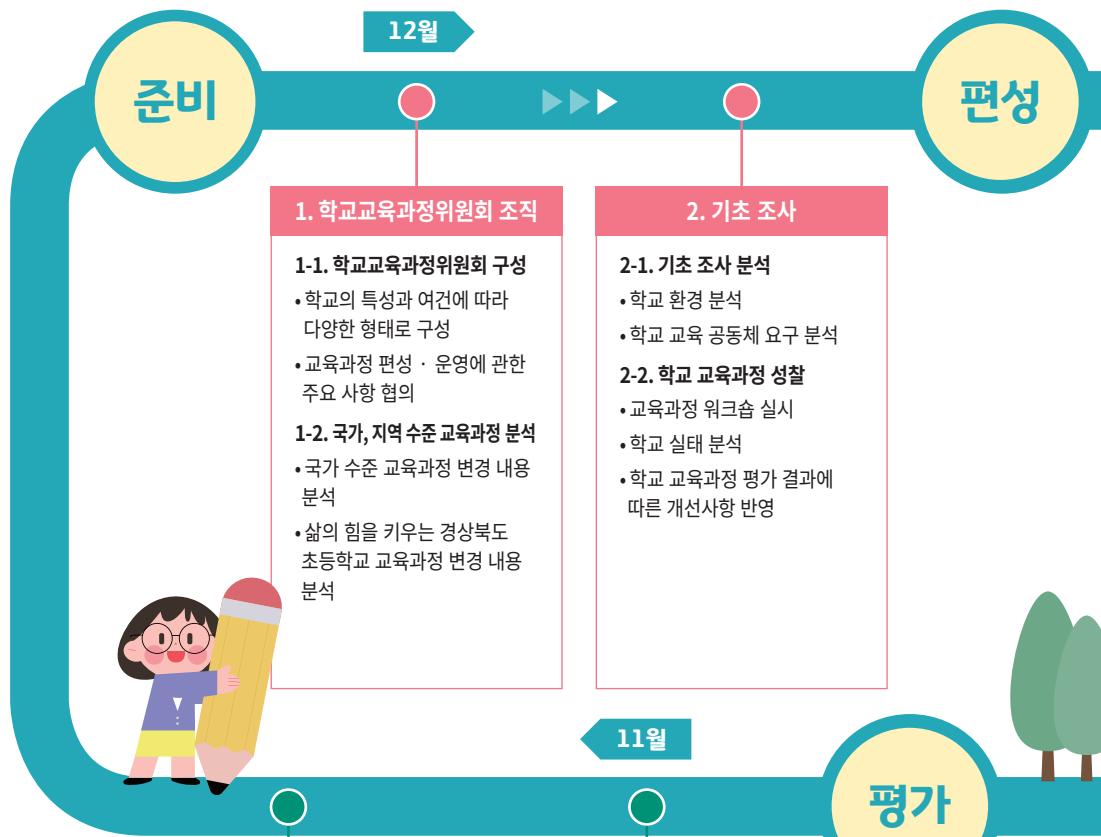 12월
준비
편성
1. 학교교육과정위원회 조직
1-1. 학교교육과정위원회 구성
• 학교의 특성과 여건에 따라
다양한 형태로 구성
• 교육과정 편성 · 운영에 관한
주요 사항 협의
1-2. 국가, 지역 수준 교육과정 분석
• 국가 수준 교육과정 변경 내용
분석
• 삶의 힘을 키우는 경상북도
초등학교 교육과정 변경 내용
분석
2. 기초 조사
2-1. 기초 조사 분석
• 학교 환경 분석
• 학교 교육 공동체 요구 분석
2-2. 학교 교육과정 성찰
• 교육과정 워크숍 실시
• 학교 실태 분석
• 학교 교육과정 평가 결과에
따른 개선사항 반영
11월
평가